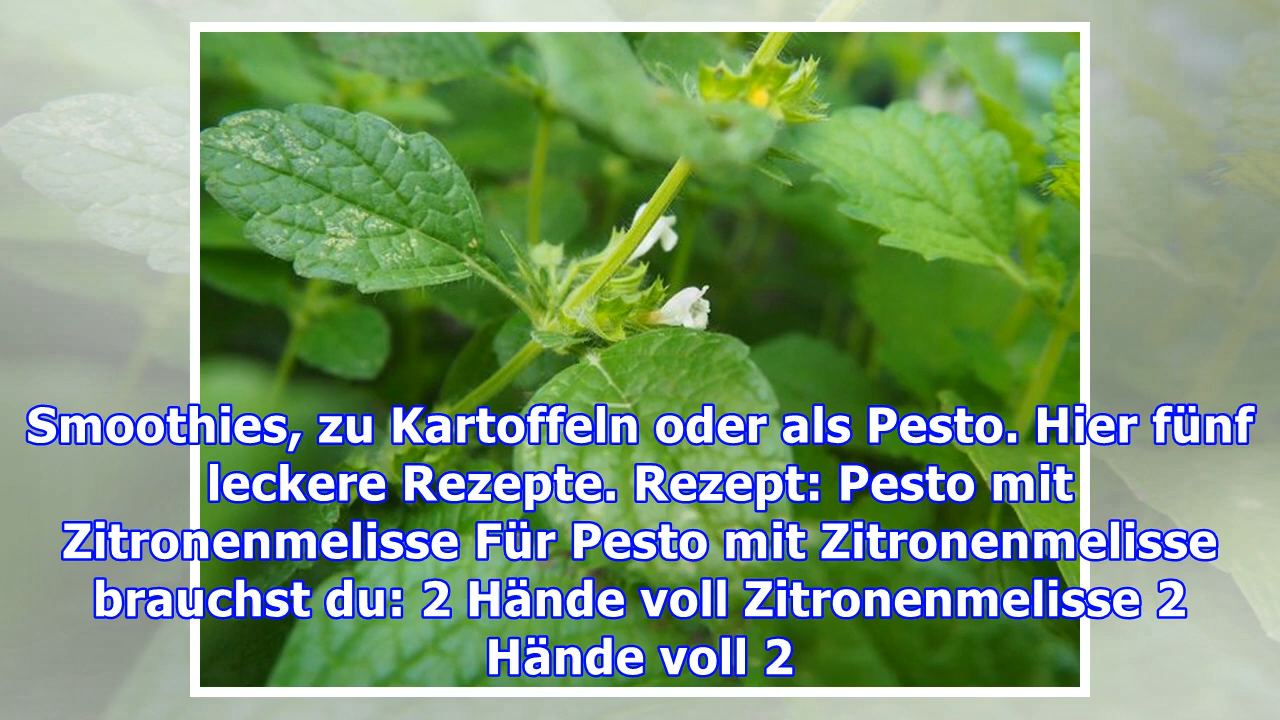 Smoothies, zu Kartoffeln oder als Pesto. Hier fünf
leckere Rezepte. Rezept: Pesto mit
Zitronenmelisse Für Pesto mit Zitronenmelisse
brauchst du: 2 Hände voll Zitronenmelisse 2
Hände voll 2